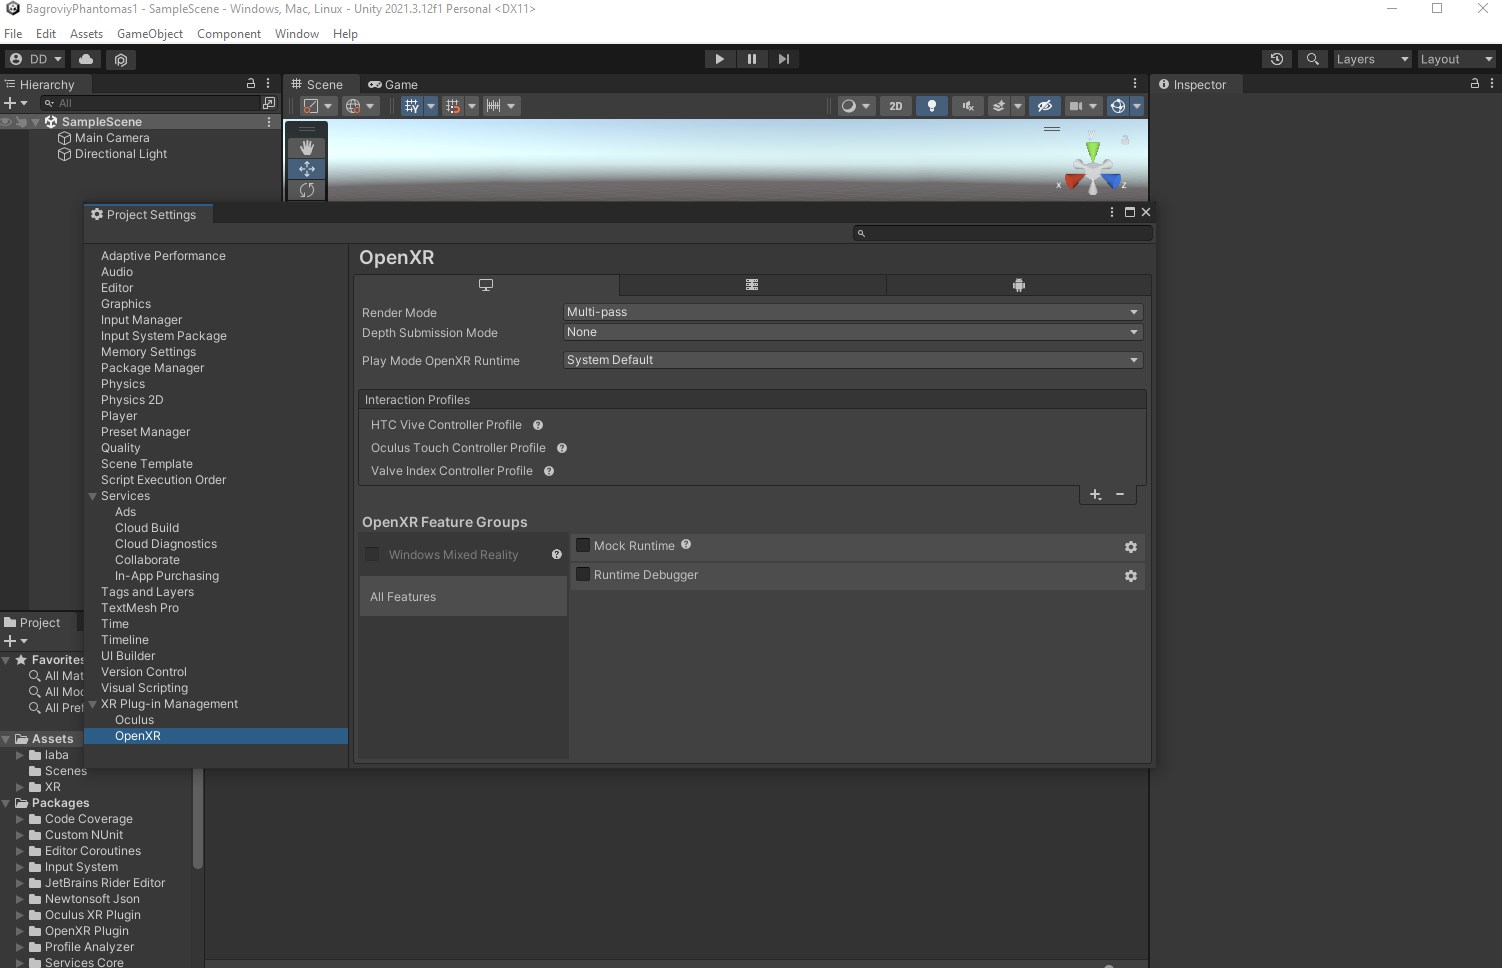 BagroviyPhantomas1 - SampleScene - Windows, Mac, Linux - Unity 2021.3.12f1 Personal <DX11>
File Edit Assets GameObject Component Window Help
DD
Layers
Layout
Hierarchy
Scene
Game
Inspector
All
2D
SampleScene
Main Camera
Directional Light
y
x
z
Project Settings
Adaptive Performance
Audio
Editor
Graphics
Input Manager
Input System Package
Memory Settings
Package Manager
Physics
Physics 2D
Player
Preset Manager
Quality
Scene Template
Script Execution Order
Services
Ads
Cloud Build
Cloud Diagnostics
Collaborate
In-App Purchasing
Tags and Layers
TextMesh Pro
Time
Timeline
UI Builder
Version Control
Visual Scripting
XR Plug-in Management
Oculus
OpenXR
OpenXR
Render Mode Multi-pass
Depth Submission Mode None
Play Mode OpenXR Runtime System Default
Interaction Profiles
HTC Vive Controller Profile
Oculus Touch Controller Profile
Valve Index Controller Profile
OpenXR Feature Groups
Windows Mixed Reality
All Features
Mock Runtime
Runtime Debugger
Project
Favorites
All Mat
All Mod
All Pref
Assets
laba
Scenes
XR
Packages
Code Coverage
Custom NUnit
Editor Coroutines
Input System
JetBrains Rider Editor
Newtonsoft Json
Oculus XR Plugin
OpenXR Plugin
Profile Analyzer
Services Core